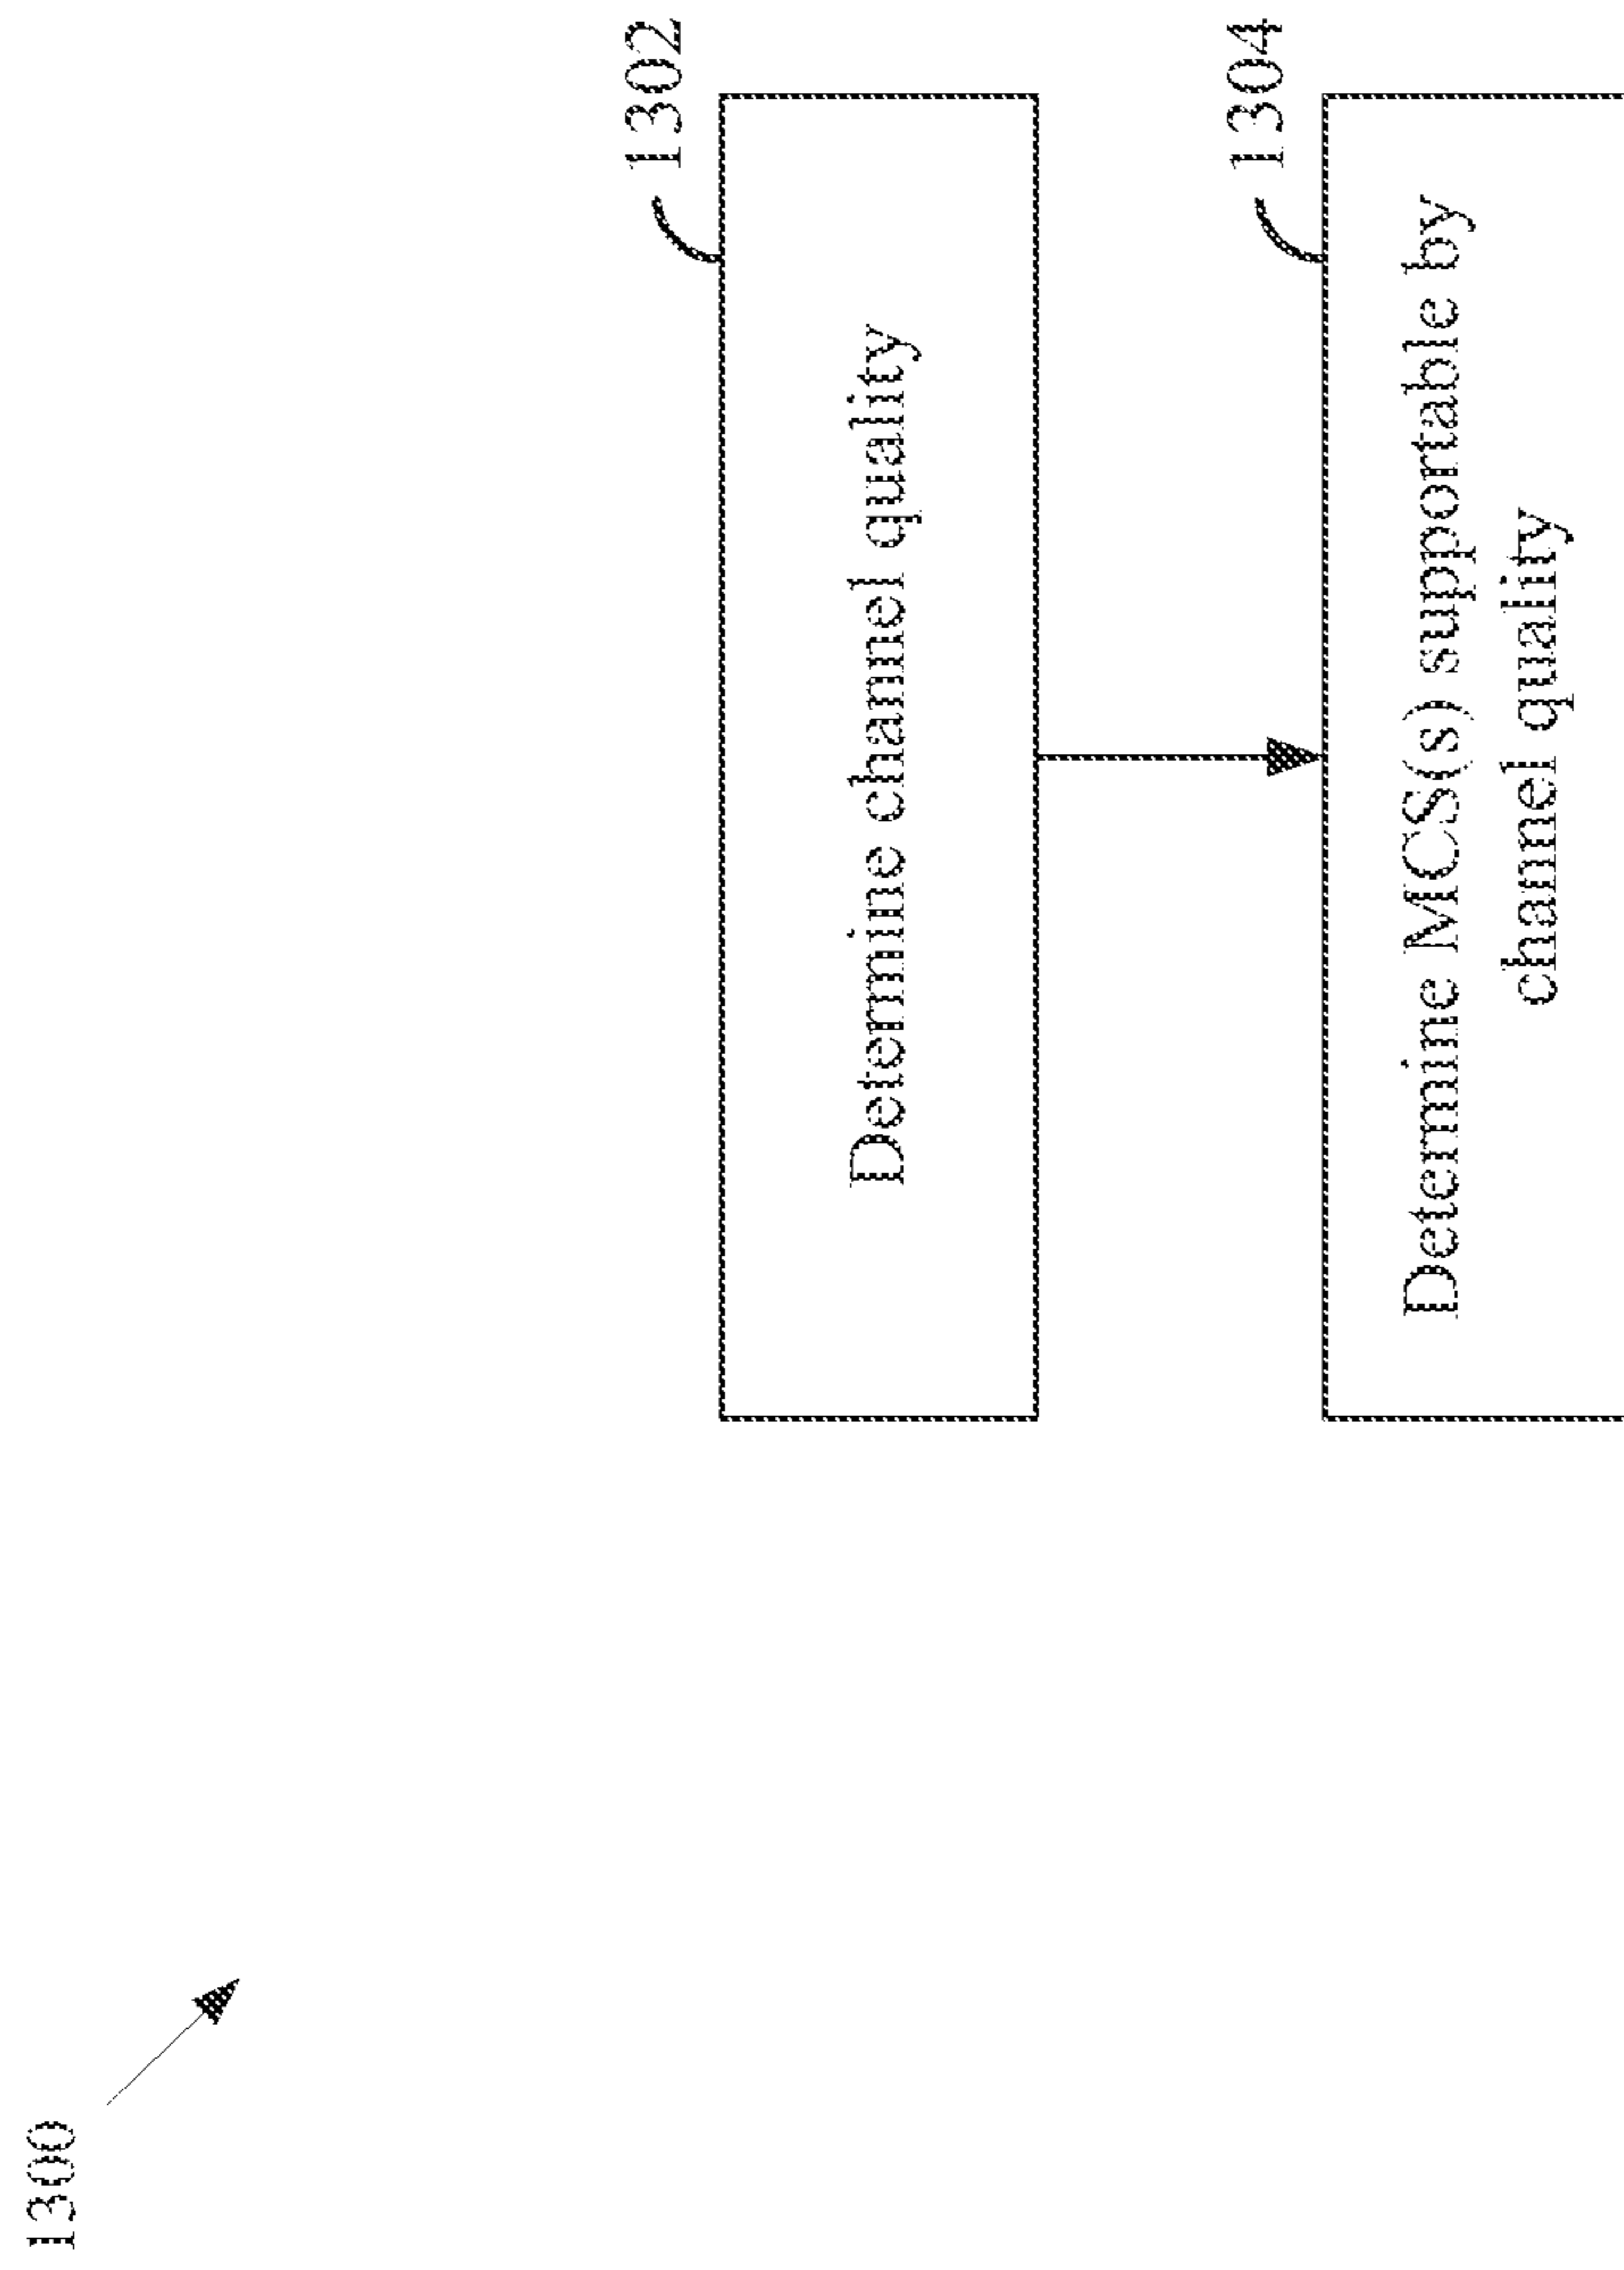 1300
1302
Determine channel quality
1304
Determine MCS(s) supportable by
channel quality